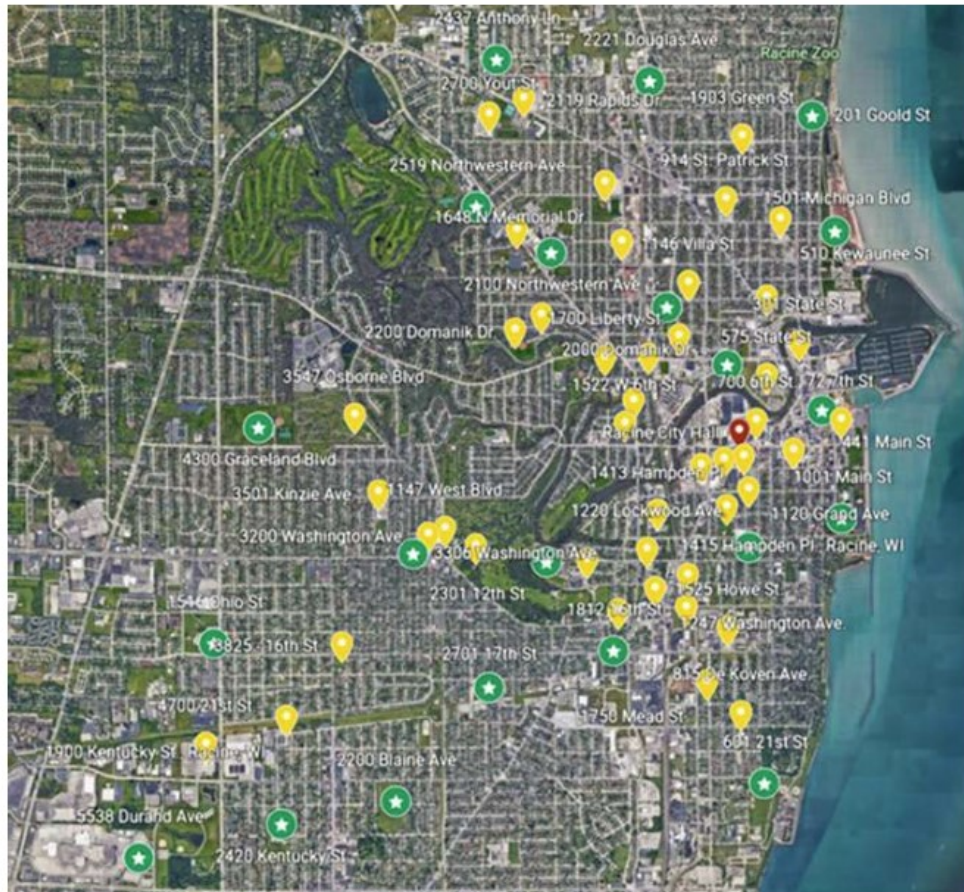 2437 Anthony Ln
2221 Douglas Ave
Racine Zoo
2700 Yout St
2119 Rapids Dr
1903 Green St
201 Goold St
2519 Northwestern Ave
914 St. Patrick St
1501 Michigan Blvd
1648 N Memorial Dr
1146 Villa St
510 Kewaunee St
2100 Northwestern Ave
311 State St
1700 Liberty St
2200 Domanik Dr
575 State St
2000 Domanik Dr
3547 Osborne Blvd
1522 W 6th St
700 6th St
72 7th St
Racine City Hall
441 Main St
4300 Graceland Blvd
1413 Hampden Pl
1001 Main St
3501 Kinzie Ave
1147 West Blvd
1220 Lockwood Ave
1120 Grand Ave
3200 Washington Ave
3306 Washington Ave
1415 Hampden Pl, Racine, WI
2301 12th St
1525 Howe St
1516 Ohio St
1812 16th St
1247 Washington Ave.
3825 - 16th St
2701 17th St
815 De Koven Ave
4700 21st St
1750 Mead St
1900 Kentucky St, Racine, WI
601 21st St
2200 Blaine Ave
5538 Durand Ave
2420 Kentucky St